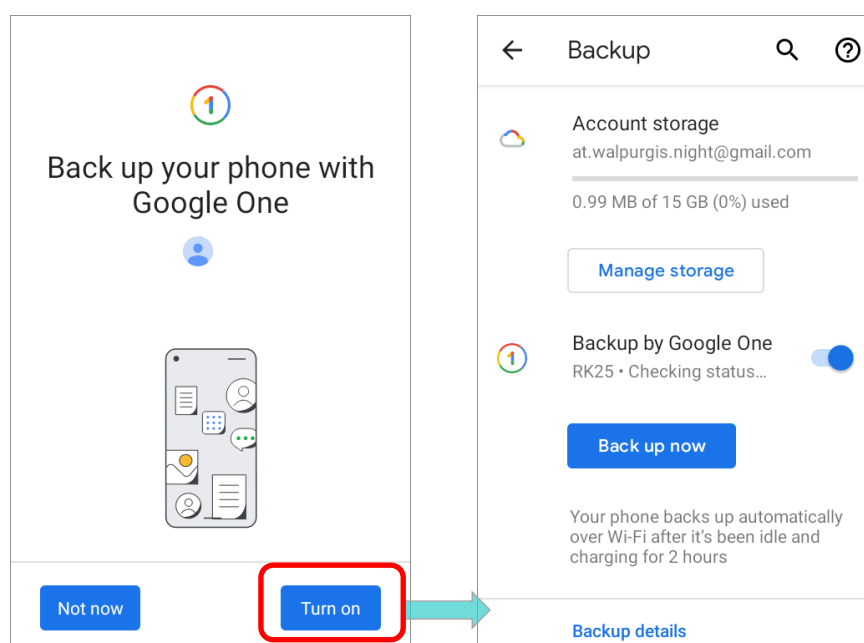 Back up your phone with
Google One
Not now
Turn on
Backup
Account storage
at.walpurgis.night@gmail.com
0.99 MB of 15 GB (0%) used
Manage storage
Backup by Google One
RK25 • Checking status...
Back up now
Your phone backs up automatically
over Wi-Fi after it's been idle and
charging for 2 hours
Backup details